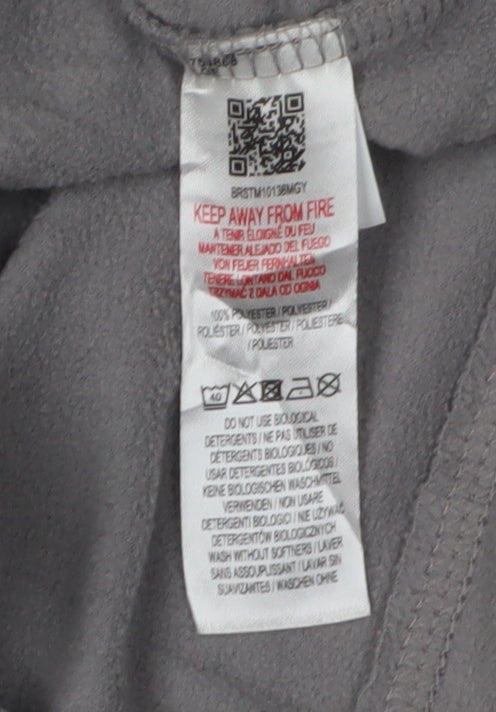 BRSTM10136MGY
KEEP AWAY FROM FIRE
A TENIR ÉLOIGNÉ DU FEU
MANTENER ALEJADO DEL FUEGO
VON FEUER FERNHALTEN
TENERE LONTANO DAL FUOCO
TRZYMAĆ Z DALA OD OGNIA
100% POLYESTER / POLYESTER /
POLIÉSTER / POLYESTER / POLIESTERE
/ POLIESTER
40
DO NOT USE BIOLOGICAL
DETERGENTS / NE PAS UTILISER DE
DÉTERGENTS BIOLOGIQUES / NO
USAR DETERGENTES BIOLÓGICOS /
KEINE BIOLOGISCHEN WASCHMITTEL
VERWENDEN / NON USARE
DETERGENTI BIOLOGICI / NIE UŻYWAĆ
DETERGENTÓW BIOLOGICZNYCH
WASH WITHOUT SOFTNERS / LAVER
SANS ASSOUPLISSANT / LAVAR SIN
SUAVIZANTES / WASCHEN OHNE